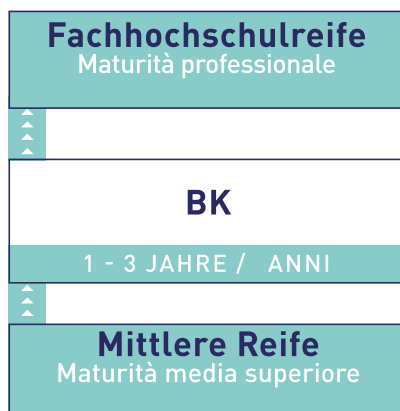 Fachhochschulreife
Maturità professionale
BK
1 - 3 JAHRE / ANNI
Mittlere Reife
Maturità media superiore